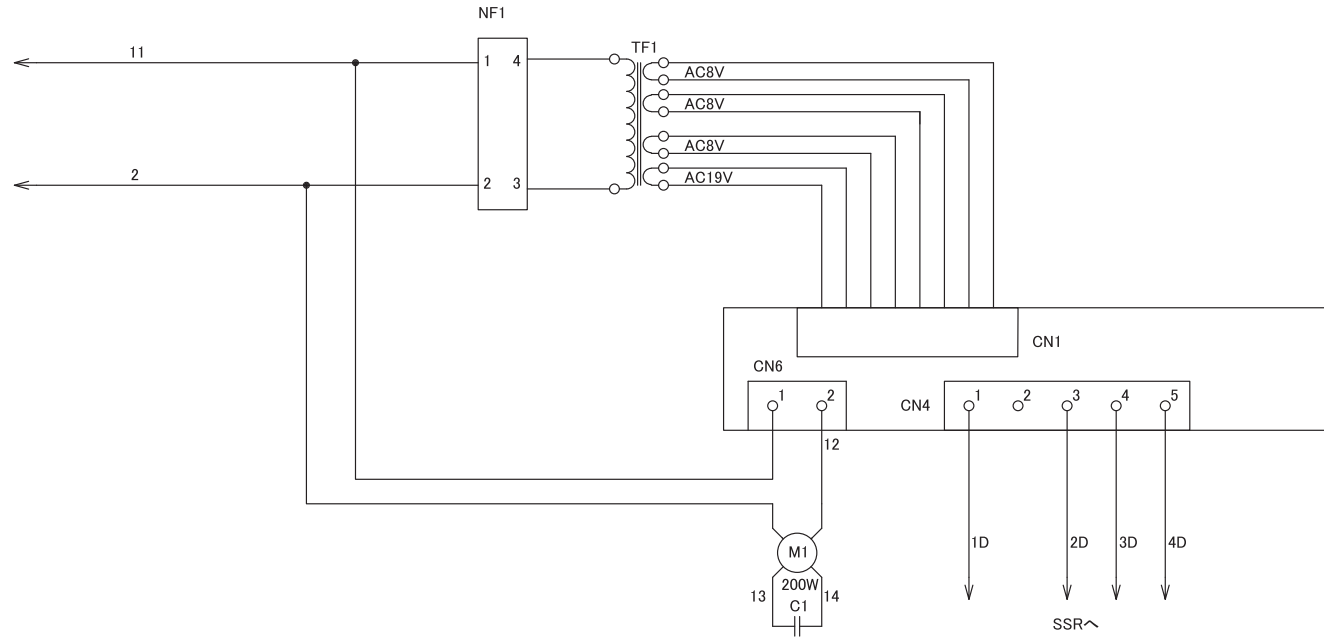 NF1
11
1 4
TF1
AC8V
AC8V
AC8V
2
2 3
AC19V
CN1
CN6
1 2
CN4
1 2 3 4 5
12
M1
200W
13
14
C1
1D
2D
3D
4D
SSRへ